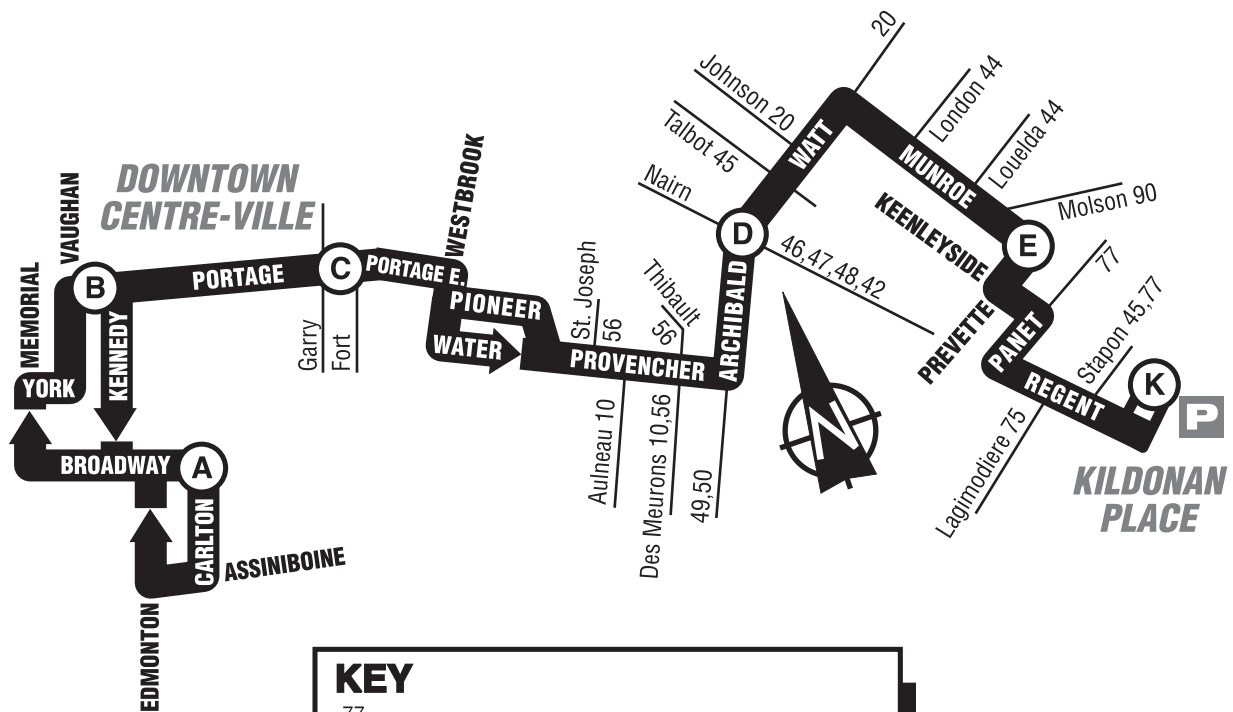 20
Johnson 20
Talbot 45
Nairn
WATT
London 44
Louelda 44
MUNROE
Molson 90
KEENLEYSIDE
D
E
46,47,48,42
77
PREVETTE
PANET
Stapon 45,77
REGENT
K
P
Lagimodiere 75
KILDONAN
PLACE
N
DOWNTOWN
CENTRE-VILLE
VAUGHAN
MEMORIAL
B
PORTAGE
C
PORTAGE E.
WESTBROOK
PIONEER
WATER
St. Joseph
56
Thibault
56
ARCHIBALD
PROVENCHER
Garry
Fort
KENNEDY
YORK
BROADWAY
A
CARLTON
ASSINIBOINE
EDMONTON
Aulneau 10
Des Meurons 10,56
49,50
KEY
77